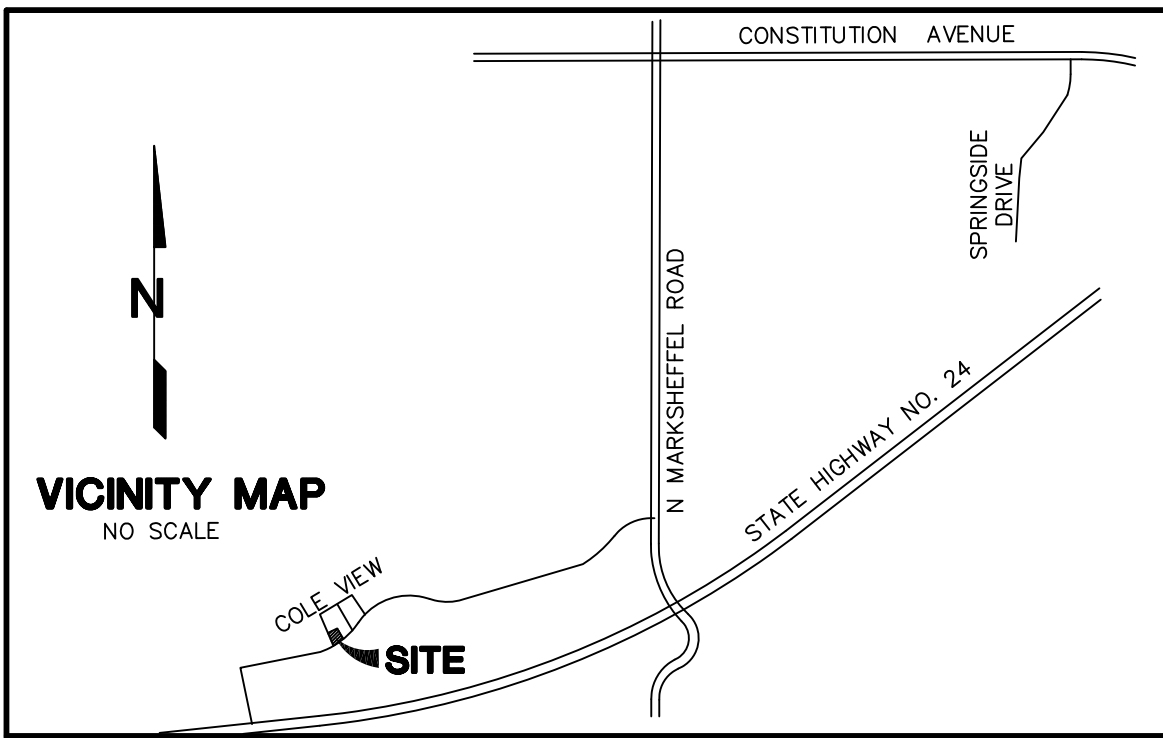 CONSTITUTION AVENUE
SPRINGSIDE
DRIVE
N MARKSHEFFEL ROAD
N
STATE HIGHWAY NO. 24
VICINITY MAP
NO SCALE
COLE VIEW
SITE